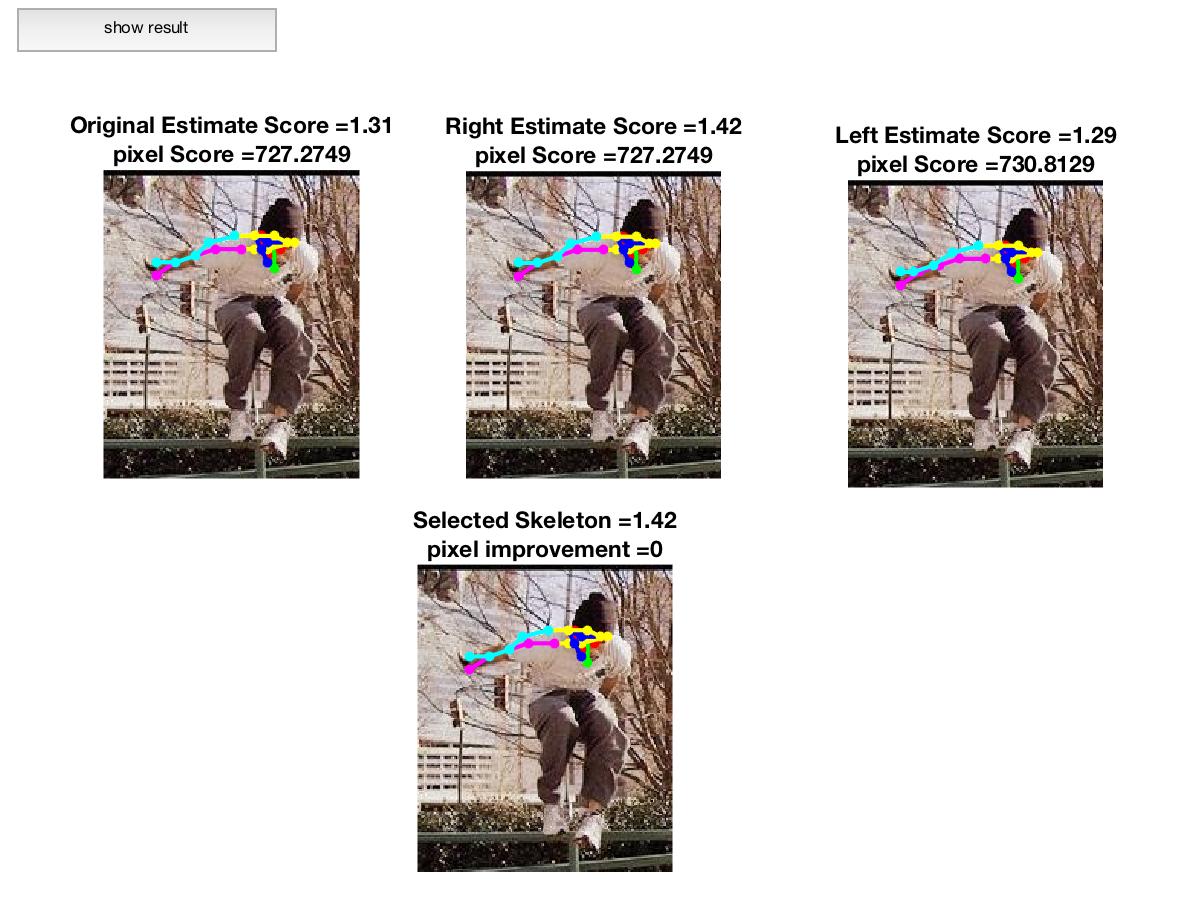 show result
Original Estimate Score =1.31
pixel Score =727.2749
Right Estimate Score =1.42
pixel Score =727.2749
Left Estimate Score =1.29
pixel Score =730.8129
Selected Skeleton =1.42
pixel improvement =0